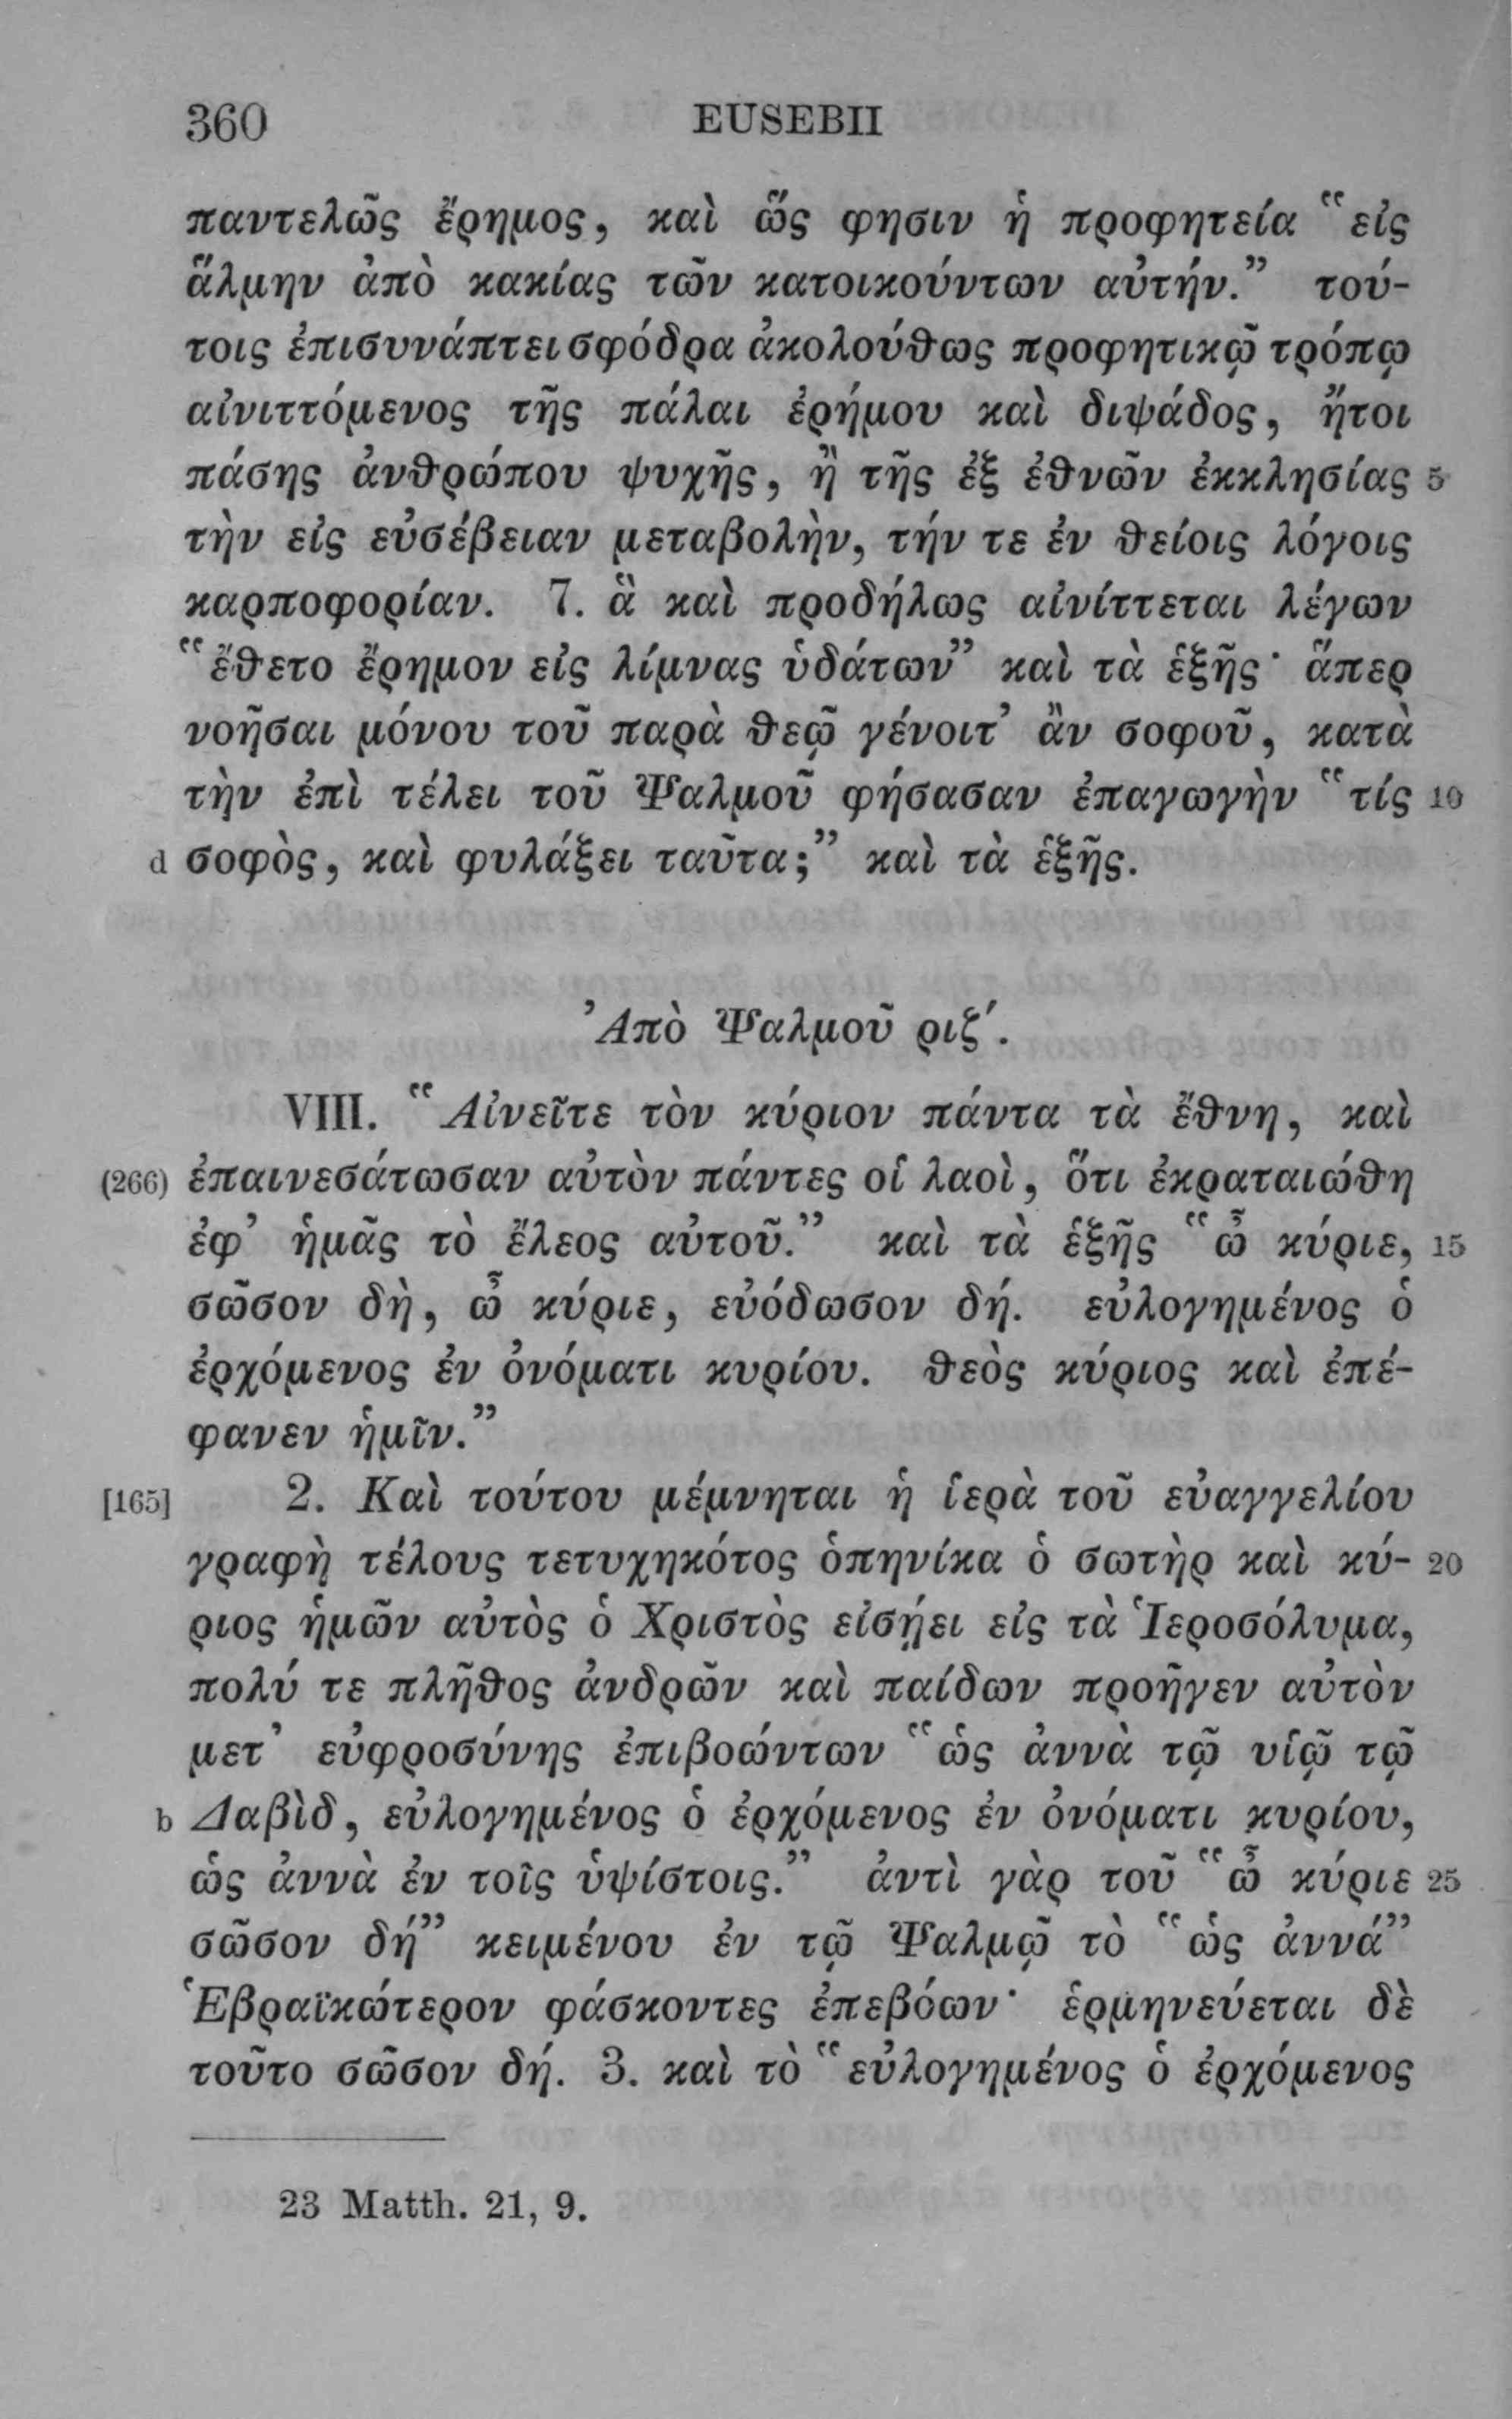 360 EUSEBII
παντελῶς ἔρημος, καὶ ὥς φησιν ἡ προφητεία “εἰς
ἅλμην ἀπὸ κακίας τῶν κατοικούντων αὐτήν.” τού-
τοις ἐπισυνάπτει σφόδρα ἀκολούθως προφητικῷ τρόπῳ
αἰνιττόμενος τῆς πάλαι ἐρήμου καὶ διψάδος, ἤτοι
πάσης ἀνθρώπου ψυχῆς, ἢ τῆς ἐξ ἐθνῶν ἐκκλησίας 5
τὴν εἰς εὐσέβειαν μεταβολὴν, τήν τε ἐν θείοις λόγοις
καρποφορίαν. 7. ἃ καὶ προδήλως αἰνίττεται λέγων
“ἔθετο ἔρημον εἰς λίμνας ὑδάτων” καὶ τὰ ἑξῆς· ἅπερ
νοῆσαι μόνου τοῦ παρὰ θεῷ γένοιτ’ ἂν σοφοῦ, κατὰ
τὴν ἐπὶ τέλει τοῦ Ψαλμοῦ φήσασαν ἐπαγωγὴν “τίς 10
d σοφὸς, καὶ φυλάξει ταῦτα;” καὶ τὰ ἑξῆς.
Ἀπὸ Ψαλμοῦ ριζʹ.
VIII. “Αἰνεῖτε τὸν κύριον πάντα τὰ ἔθνη, καὶ
(266) ἐπαινεσάτωσαν αὐτὸν πάντες οἱ λαοὶ, ὅτι ἐκραταιώθη
ἐφ’ ἡμᾶς τὸ ἔλεος αὐτοῦ.” καὶ τὰ ἑξῆς “ὦ κύριε, 15
σῶσον δὴ, ὦ κύριε, εὐόδωσον δή. εὐλογημένος ὁ
ἐρχόμενος ἐν ὀνόματι κυρίου. θεὸς κύριος καὶ ἐπέ-
φανεν ἡμῖν.”
[165] 2. Καὶ τούτου μέμνηται ἡ ἱερὰ τοῦ εὐαγγελίου
γραφὴ τέλους τετυχηκότος ὁπηνίκα ὁ σωτὴρ καὶ κύ- 20
ριος ἡμῶν αὐτὸς ὁ Χριστὸς εἰσῄει εἰς τὰ Ἱεροσόλυμα,
πολύ τε πλῆθος ἀνδρῶν καὶ παίδων προῆγεν αὐτὸν
μετ’ εὐφροσύνης ἐπιβοώντων “ὡς ἀννὰ τῷ υἱῷ τῷ
b Δαβὶδ, εὐλογημένος ὁ ἐρχόμενος ἐν ὀνόματι κυρίου,
ὡς ἀννὰ ἐν τοῖς ὑψίστοις.” ἀντὶ γὰρ τοῦ “ὦ κύριε 25
σῶσον δή” κειμένου ἐν τῷ Ψαλμῷ τὸ “ὡς ἀννά”
Ἑβραϊκώτερον φάσκοντες ἐπεβόων· ἑρμηνεύεται δὲ
τοῦτο σῶσον δή. 3. καὶ τὸ “εὐλογημένος ὁ ἐρχόμενος
23 Matth. 21, 9.